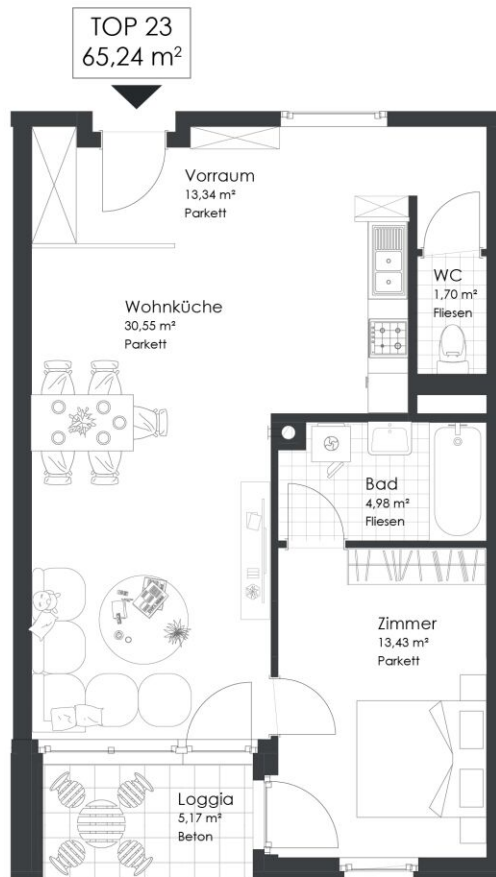 TOP 23
65,24 m²
Vorraum
13,34 m²
Parkett
WC
1,70 m²
Fliesen
Wohnküche
30,55 m²
Parkett
Bad
4,98 m²
Fliesen
Zimmer
13,43 m²
Parkett
Loggia
5,17 m²
Beton